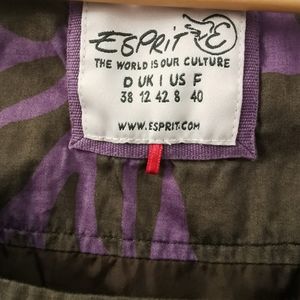 ESPRIT
THE WORLD IS OUR CULTURE
D UK I US F
38 12 42 8 40
WWW.ESPRIT.COM